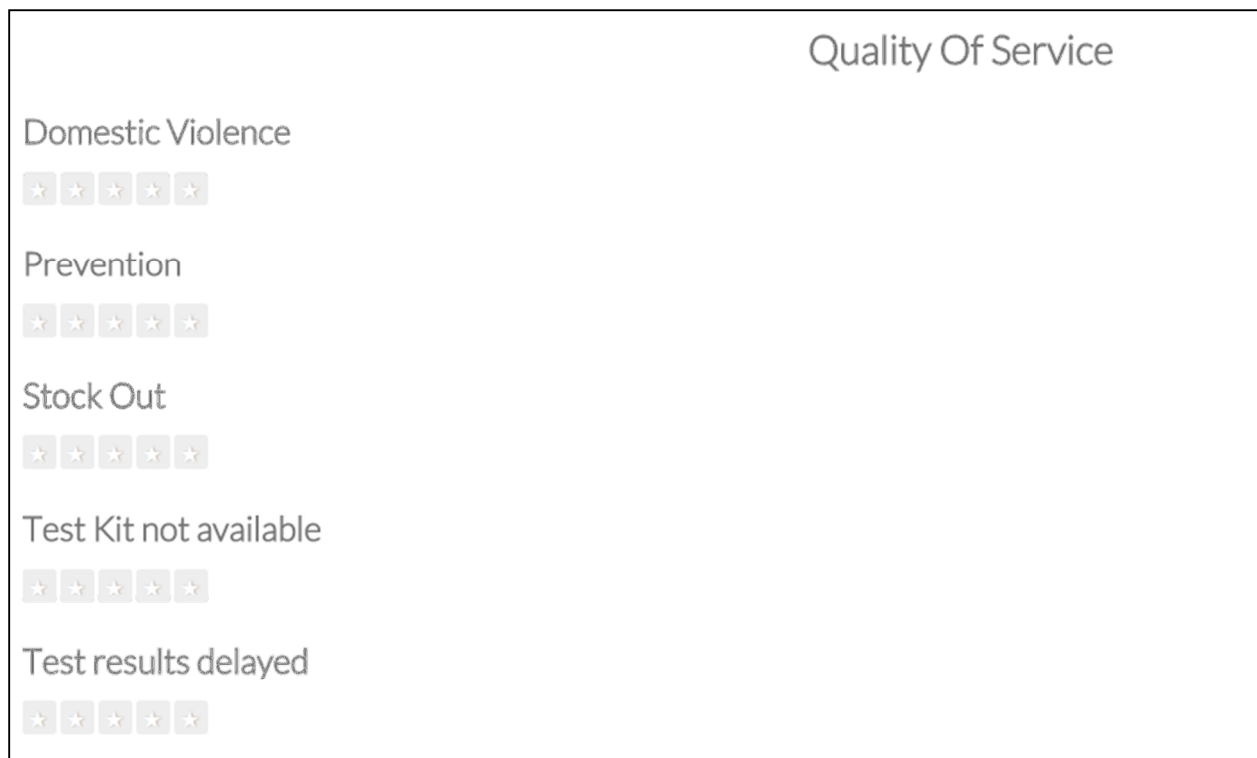 Quality Of Service
Domestic Violence
Prevention
Stock Out
Test Kit not available
Test results delayed